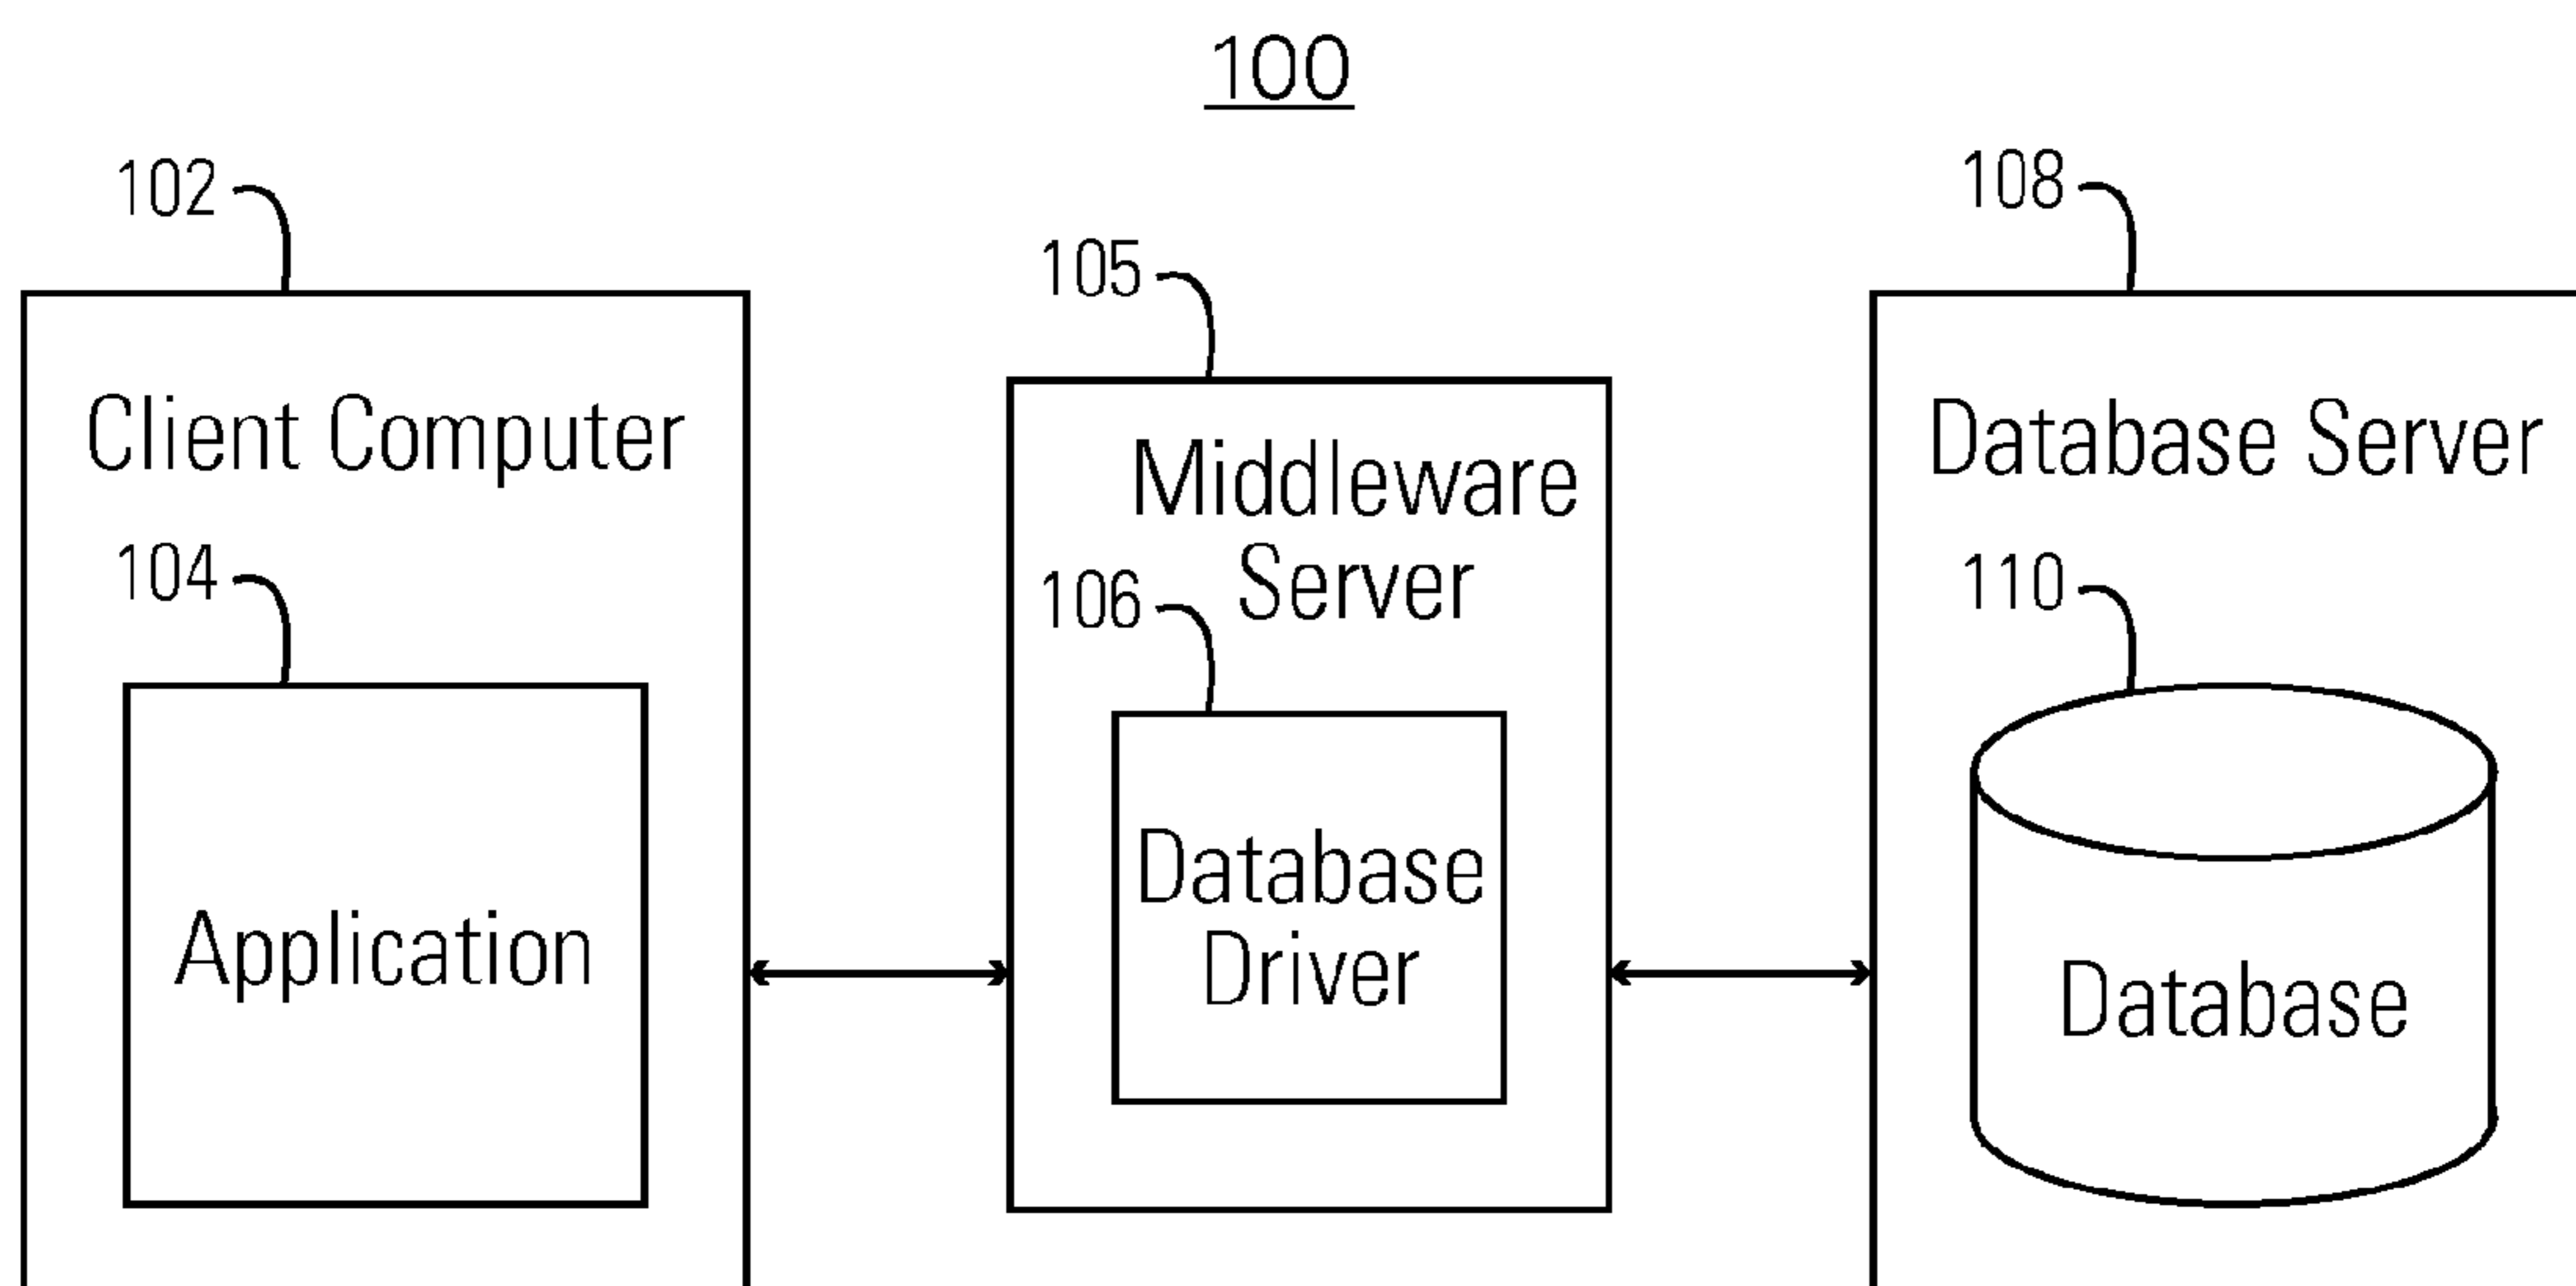 100
102
108
105
Client Computer
Database Server
Middleware
Server
104
106
110
Application
Database
Driver
Database